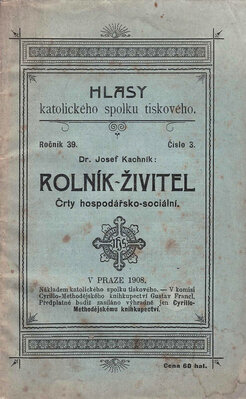 HLASY
katolického spolku tiskového.
Ročník 39.
Číslo 3.
Dr. Josef Kachník:
ROLNÍK-ŽIVITEL
Črty hospodářsko-sociální.
IHS
V PRAZE 1908.
Nákladem katolického spolku tiskového. — V komisi
Cyrillo-Methodějského knihkupectví Gustav Francl.
Předplatné budiž zasíláno výhradně jen Cyrillo-
Methodějskému knihkupectví.
Cena 60 hal.